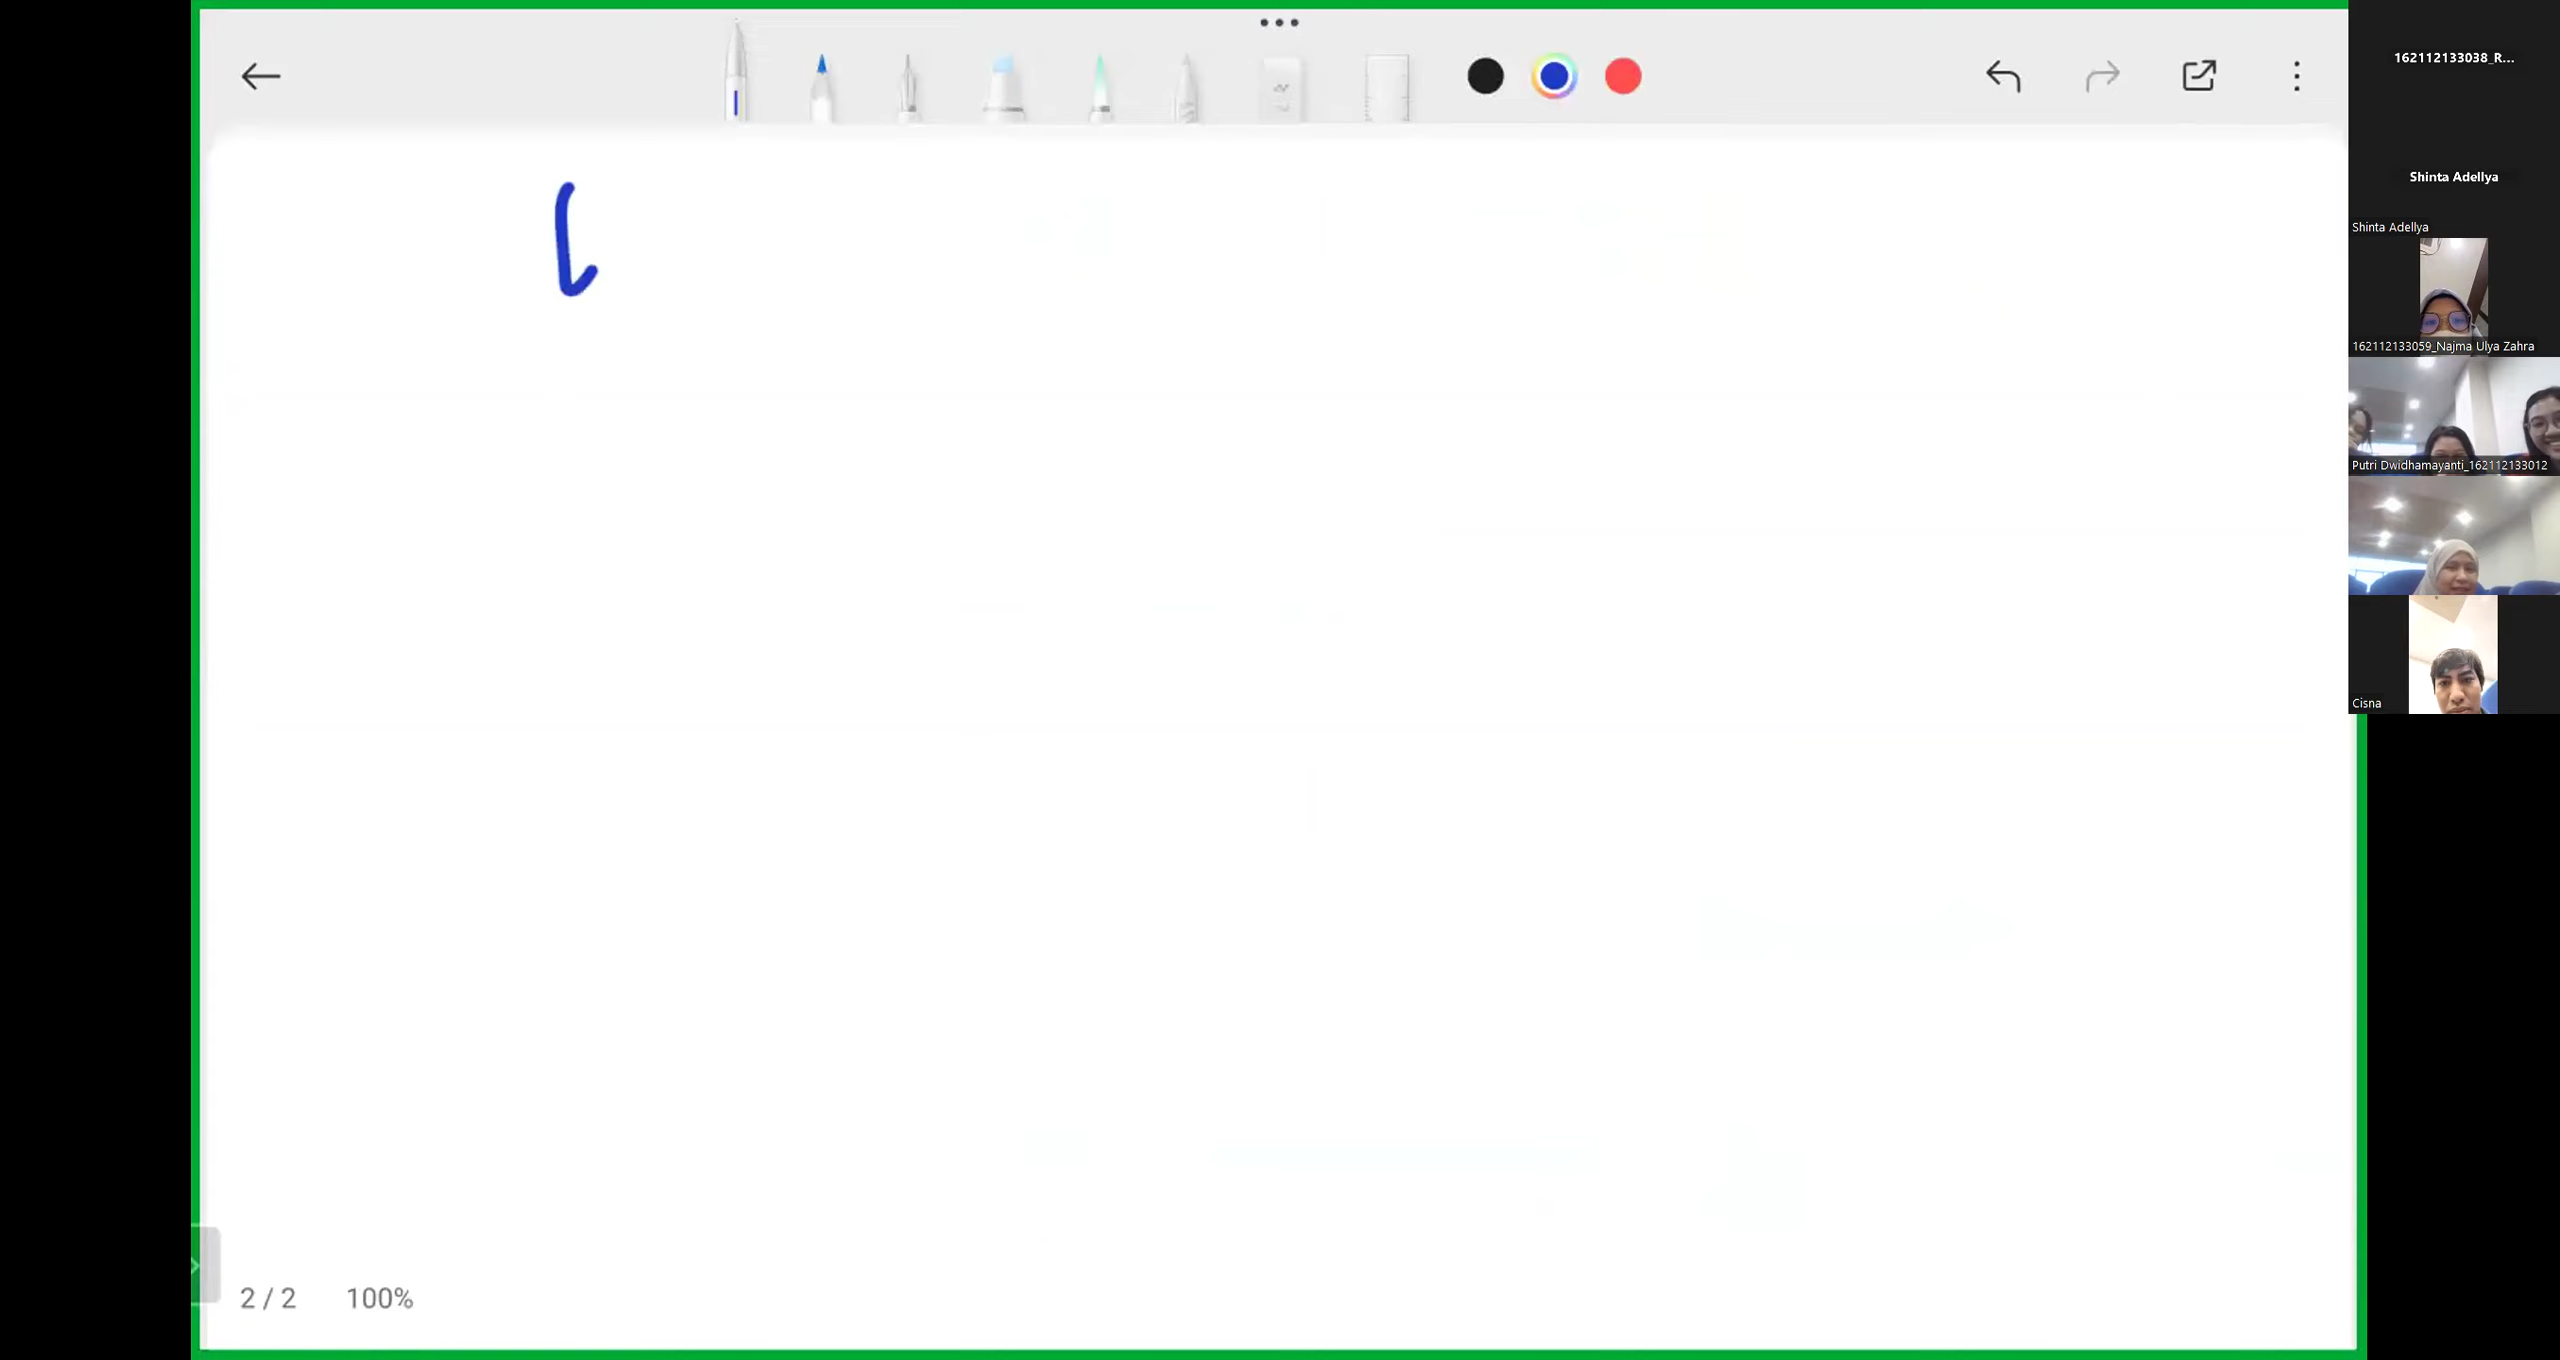 162112133038_R...
Shinta Adellya
Shinta Adellya
162112133059_Najma Ulya Zahra
Putri Dwidhamayanti_162112133012
Cisna
2 / 2 100%